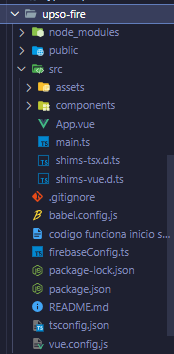 upso-fire
node_modules
public
src
assets
components
App.vue
main.ts
shims-tsx.d.ts
shims-vue.d.ts
.gitignore
babel.config.js
codigo funciona inicio s...
firebaseConfig.ts
package-lock.json
package.json
README.md
tsconfig.json
vue.config.js